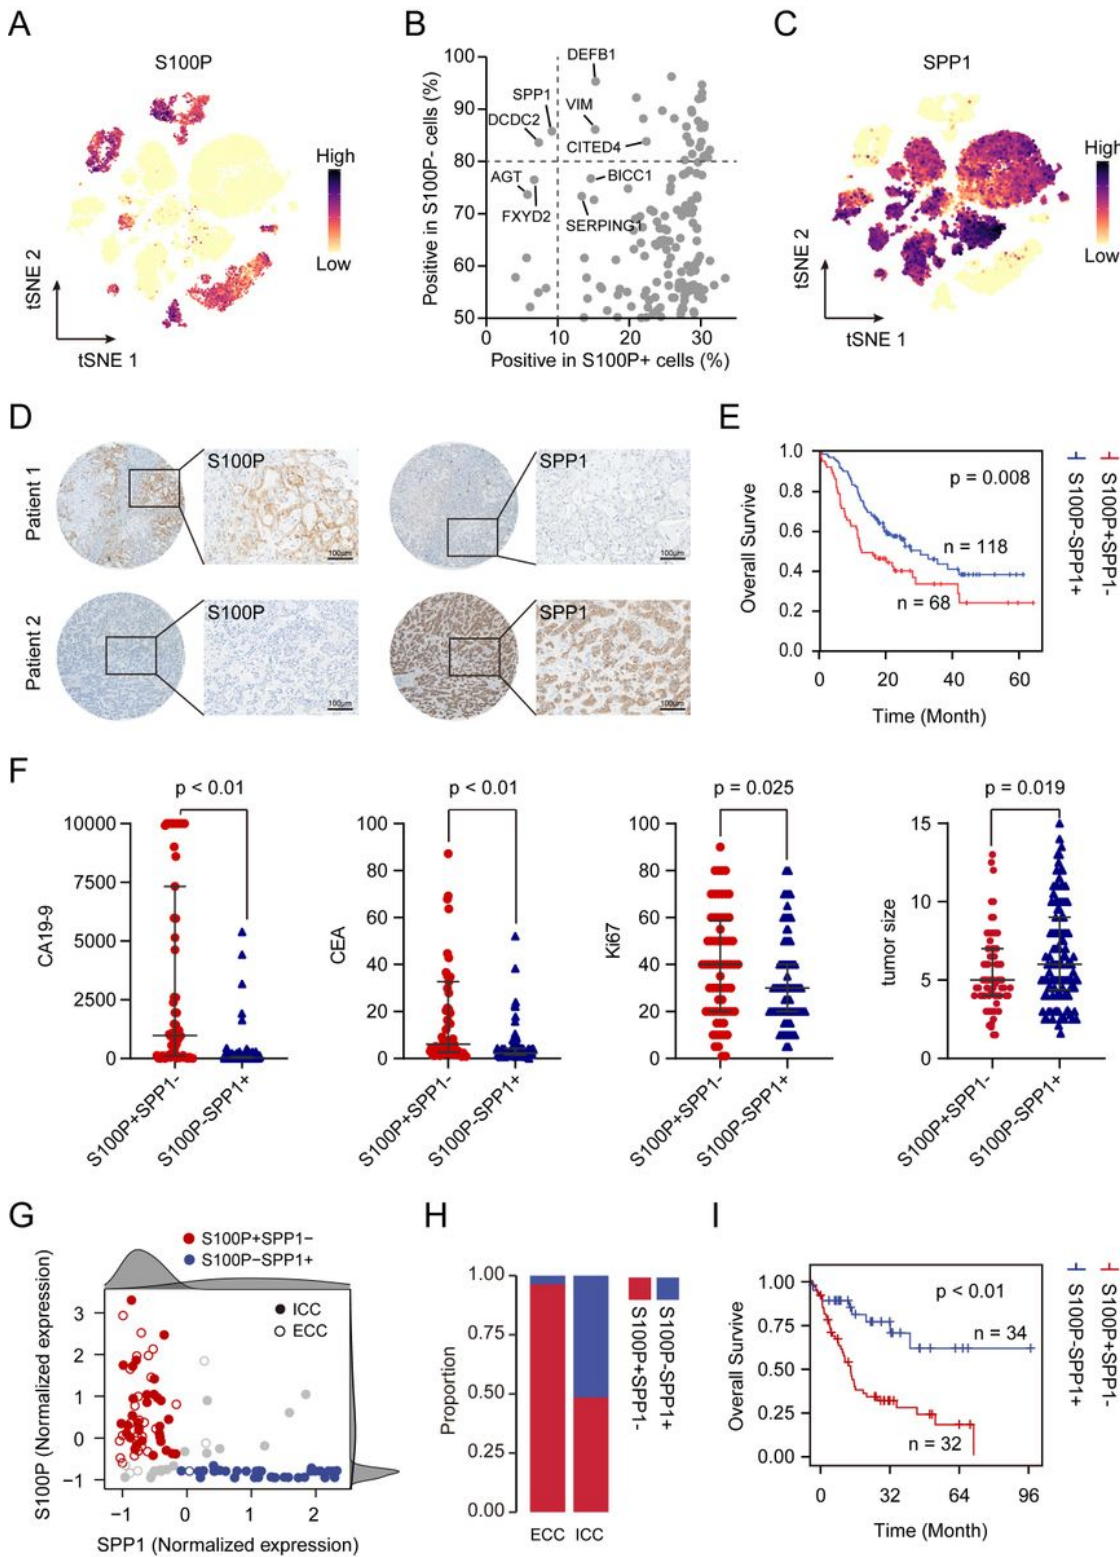 A
S100P
High
Low
tSNE 2
tSNE 1
B
Positive in S100P- cells (%)
100
90
80
70
60
50
DEFB1
SPP1
VIM
DCDC2
CITED4
AGT
BICC1
FXYD2
SERPING1
0
10
20
30
Positive in S100P+ cells (%)
C
SPP1
High
Low
tSNE 2
tSNE 1
D
Patient 1
S100P
100μm
SPP1
100μm
Patient 2
S100P
100μm
SPP1
100μm
E
Overall Survive
1.0
0.8
0.6
0.4
0.2
0.0
p = 0.008
n = 118
n = 68
0
20
40
60
Time (Month)
S100P+SPP1-
S100P-SPP1+
F
p < 0.01
CA19-9
10000
7500
5000
2500
0
S100P+SPP1-
S100P-SPP1+
p < 0.01
CEA
100
80
60
40
20
0
S100P+SPP1-
S100P-SPP1+
p = 0.025
Ki67
100
80
60
40
20
0
S100P+SPP1-
S100P-SPP1+
p = 0.019
tumor size
15
10
5
0
S100P+SPP1-
S100P-SPP1+
G
S100P+SPP1−
S100P−SPP1+
ICC
ECC
S100P (Normalized expression)
3
2
1
0
−1
−1
0
1
2
SPP1 (Normalized expression)
H
Proportion
1.00
0.75
0.50
0.25
0.00
ECC
ICC
S100P-SPP1+
S100P+SPP1-
I
Overall Survive
1.00
0.75
0.50
0.25
0.00
p < 0.01
n = 34
n = 32
0
32
64
96
Time (Month)
S100P+SPP1-
S100P-SPP1+